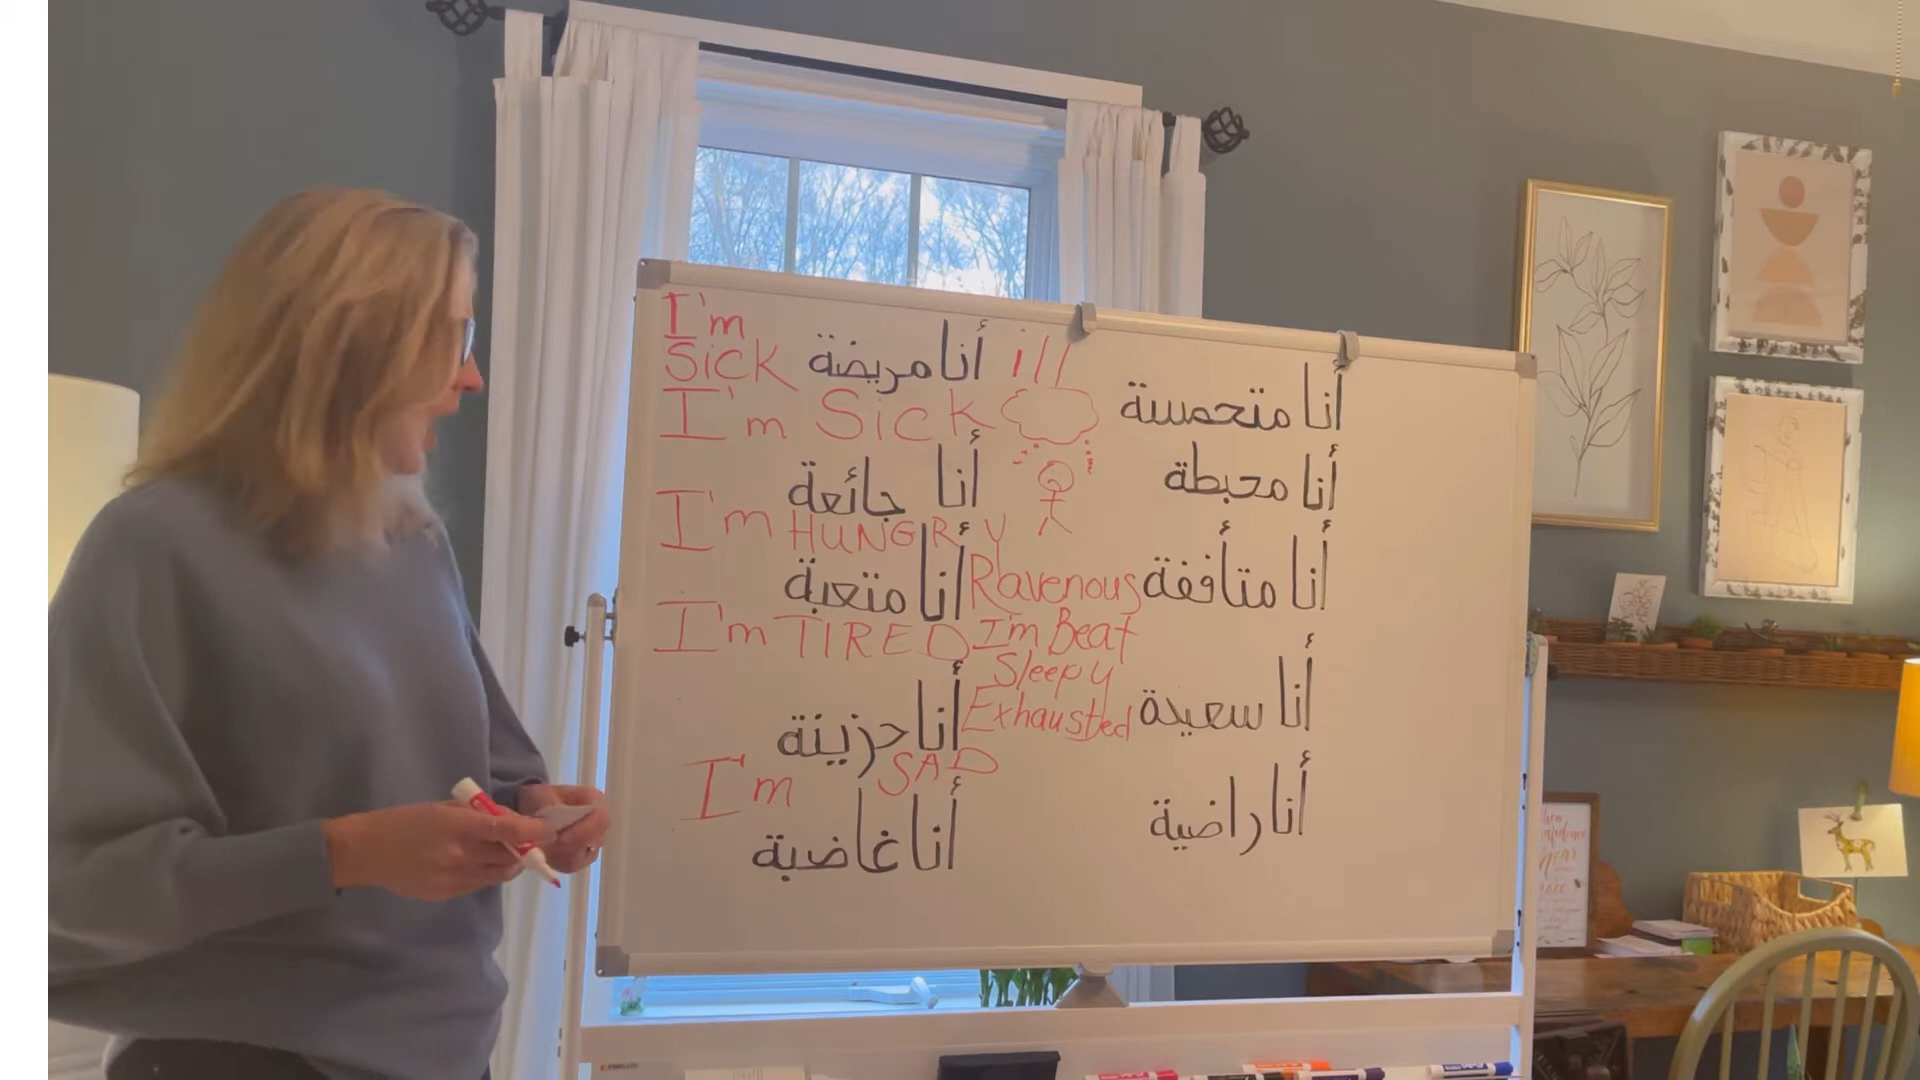 I'm
Sick أنا مريضة ill
I'm Sick
أنا جائعة
I'm HUNGRY
أنا متعبة Ravenous
I'm TIRED I'm Beat
Sleepy
أنا حزينة Exhausted
I'm SAD
أنا غاضبة
أنا متحمسة
أنا محبطة
أنا متأففة
أنا سعيدة
أنا راضية